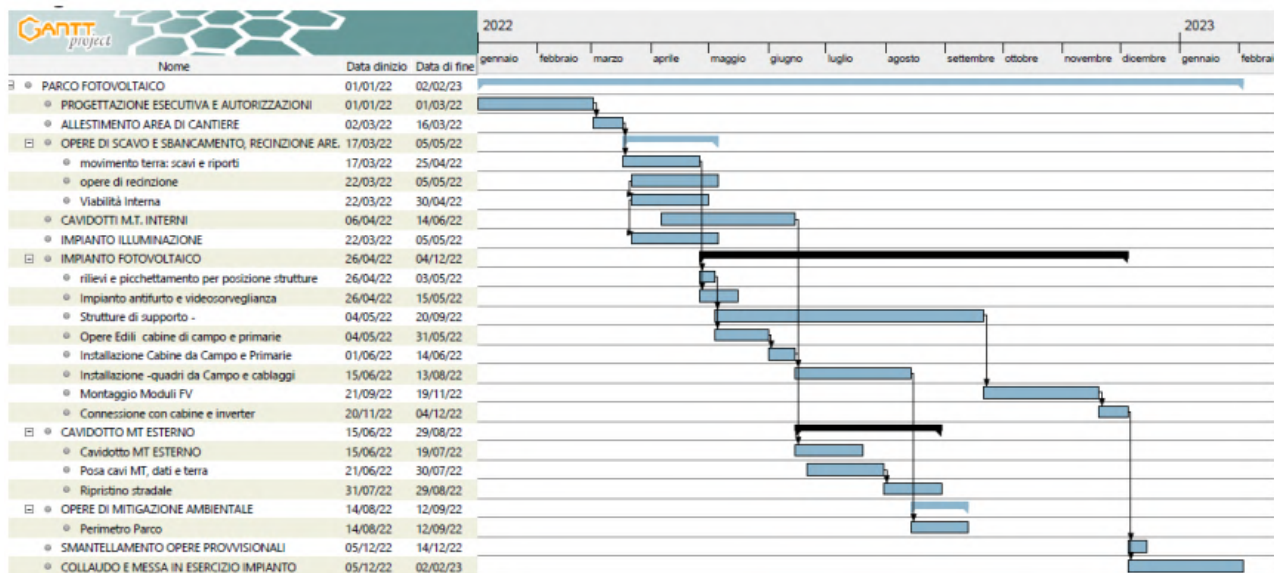 GANTT project
2022 2023
Nome Data dinizio Data di fine gennaio febbraio marzo aprile maggio giugno luglio agosto settembre ottobre novembre dicembre gennaio febbrai
PARCO FOTOVOLTAICO 01/01/22 02/02/23
PROGETTAZIONE ESECUTIVA E AUTORIZZAZIONI 01/01/22 01/03/22
ALLESTIMENTO AREA DI CANTIERE 02/03/22 16/03/22
OPERE DI SCAVO E SBANCAMENTO, RECINZIONE ARE. 17/03/22 05/05/22
movimento terra: scavi e riporti 17/03/22 25/04/22
opere di recinzione 22/03/22 05/05/22
Viabilità Interna 22/03/22 30/04/22
CAVIDOTTI M.T. INTERNI 06/04/22 14/06/22
IMPIANTO ILLUMINAZIONE 22/03/22 05/05/22
IMPIANTO FOTOVOLTAICO 26/04/22 04/12/22
rilievi e picchettamento per posizione strutture 26/04/22 03/05/22
Impianto antifurto e videosorveglianza 26/04/22 15/05/22
Strutture di supporto - 04/05/22 20/09/22
Opere Edili cabine di campo e primarie 04/05/22 31/05/22
Installazione Cabine da Campo e Primarie 01/06/22 14/06/22
Installazione -quadri da Campo e cablaggi 15/06/22 13/08/22
Montaggio Moduli FV 21/09/22 19/11/22
Connessione con cabine e inverter 20/11/22 04/12/22
CAVIDOTTO MT ESTERNO 15/06/22 29/08/22
Cavidotto MT ESTERNO 15/06/22 19/07/22
Posa cavi MT, dati e terra 21/06/22 30/07/22
Ripristino stradale 31/07/22 29/08/22
OPERE DI MITIGAZIONE AMBIENTALE 14/08/22 12/09/22
Perimetro Parco 14/08/22 12/09/22
SMANTELLAMENTO OPERE PROVVISIONALI 05/12/22 14/12/22
COLLAUDO E MESSA IN ESERCIZIO IMPIANTO 05/12/22 02/02/23